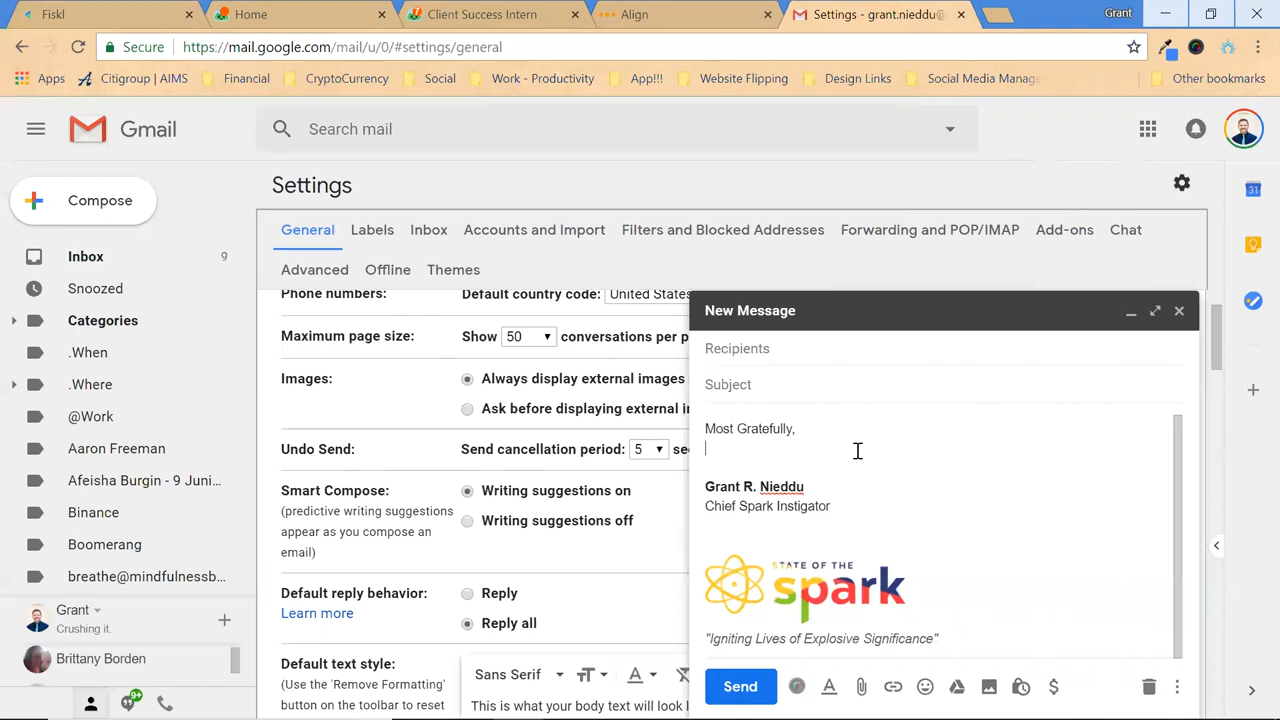 Fiskl
Home
Client Success Intern
Align
Settings - grant.nieddu@
Grant
Secure
https://mail.google.com/mail/u/0/#settings/general
Apps
Citigroup | AIMS
Financial
CryptoCurrency
Social
Work - Productivity
App!!!
Website Flipping
Design Links
Social Media Manag
Other bookmarks
Gmail
Search mail
31
Compose
Settings
General
Labels
Inbox
Accounts and Import
Filters and Blocked Addresses
Forwarding and POP/IMAP
Add-ons
Chat
Advanced
Offline
Themes
Inbox
9
Snoozed
Categories
.When
.Where
@Work
Aaron Freeman
Afeisha Burgin - 9 Juni...
Binance
Boomerang
breathe@mindfulnessb...
Grant
Crushing it.
Brittany Borden
9+
Phone numbers:
Default country code:
United States
Maximum page size:
Show
50
conversations per p
Images:
Always display external images
Ask before displaying external i
Undo Send:
Send cancellation period:
5
sec
Smart Compose:
(predictive writing suggestions
appear as you compose an
email)
Writing suggestions on
Writing suggestions off
Default reply behavior:
Learn more
Reply
Reply all
Default text style:
(Use the 'Remove Formatting'
button on the toolbar to reset
Sans Serif
This is what your body text will look l
New Message
Recipients
Subject
Most Gratefully,
Grant R. Nieddu
Chief Spark Instigator
STATE OF THE
spark
"Igniting Lives of Explosive Significance"
Send